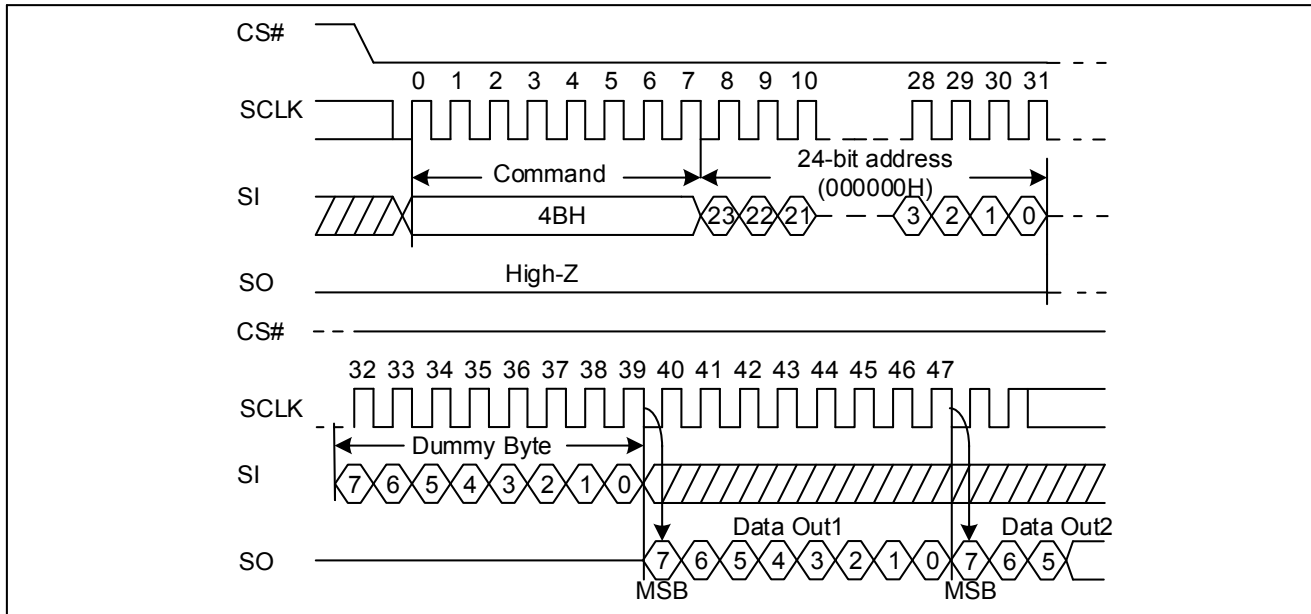 CS#
0 1 2 3 4 5 6 7 8 9 10 28 29 30 31
SCLK
Command
24-bit address
(000000H)
SI
4BH
23 22 21 3 2 1 0
SO
High-Z
CS#
32 33 34 35 36 37 38 39 40 41 42 43 44 45 46 47
SCLK
Dummy Byte
SI
7 6 5 4 3 2 1 0
Data Out1
Data Out2
SO
7 6 5 4 3 2 1 0 7 6 5
MSB
MSB